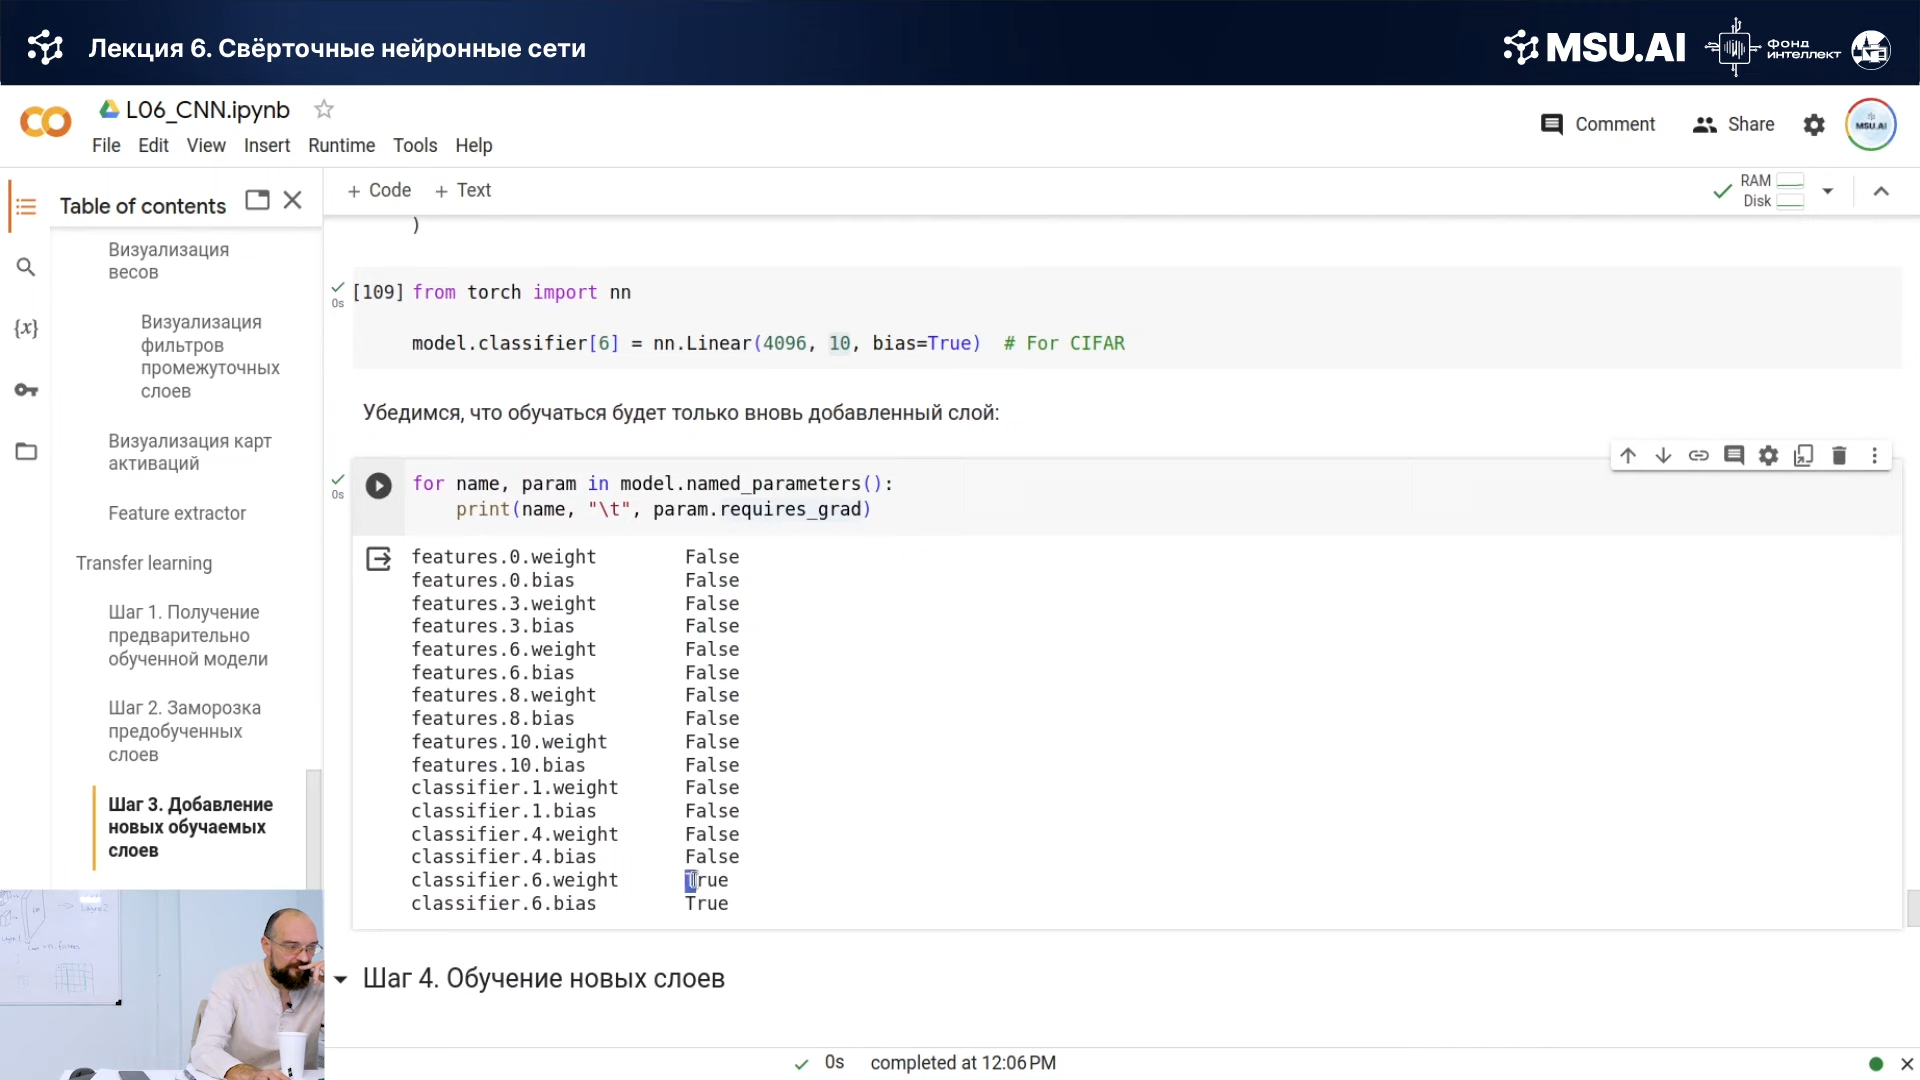 Лекция 6. Свёрточные нейронные сети
MSU.AI
ФОНД
ИНТЕЛЛЕКТ
L06_CNN.ipynb
File Edit View Insert Runtime Tools Help
Comment
Share
MSU.AI
Table of contents
+ Code + Text
RAM
Disk
Визуализация
весов
Визуализация
фильтров
промежуточных
слоев
Визуализация карт
активаций
Feature extractor
Transfer learning
Шаг 1. Получение
предварительно
обученной модели
Шаг 2. Заморозка
предобученных
слоев
Шаг 3. Добавление
новых обучаемых
слоев
{x}
)
0s
[109] from torch import nn
model.classifier[6] = nn.Linear(4096, 10, bias=True) # For CIFAR
Убедимся, что обучаться будет только вновь добавленный слой:
0s
for name, param in model.named_parameters():
print(name, "\t", param.requires_grad)
features.0.weight False
features.0.bias False
features.3.weight False
features.3.bias False
features.6.weight False
features.6.bias False
features.8.weight False
features.8.bias False
features.10.weight False
features.10.bias False
classifier.1.weight False
classifier.1.bias False
classifier.4.weight False
classifier.4.bias False
classifier.6.weight True
classifier.6.bias True
Шаг 4. Обучение новых слоев
0s completed at 12:06 PM